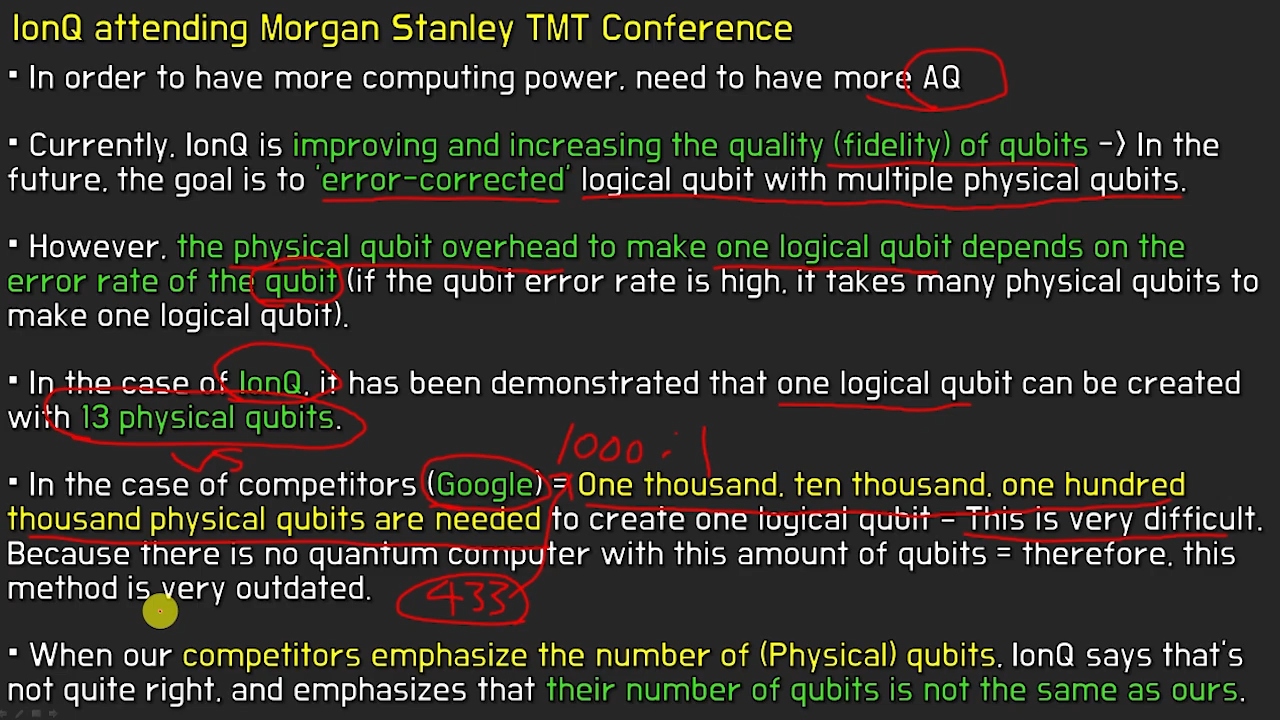 IonQ attending Morgan Stanley TMT Conference
▪ In order to have more computing power, need to have more AQ
▪ Currently, IonQ is improving and increasing the quality (fidelity) of qubits -> In the
future, the goal is to 'error-corrected' logical qubit with multiple physical qubits.
▪ However, the physical qubit overhead to make one logical qubit depends on the
error rate of the qubit (if the qubit error rate is high, it takes many physical qubits to
make one logical qubit).
▪ In the case of IonQ, it has been demonstrated that one logical qubit can be created
with 13 physical qubits.
vs
1000 : 1
▪ In the case of competitors (Google) = One thousand, ten thousand, one hundred
thousand physical qubits are needed to create one logical qubit - This is very difficult.
Because there is no quantum computer with this amount of qubits = therefore, this
method is very outdated.
433
▪ When our competitors emphasize the number of (Physical) qubits, IonQ says that's
not quite right, and emphasizes that their number of qubits is not the same as ours.